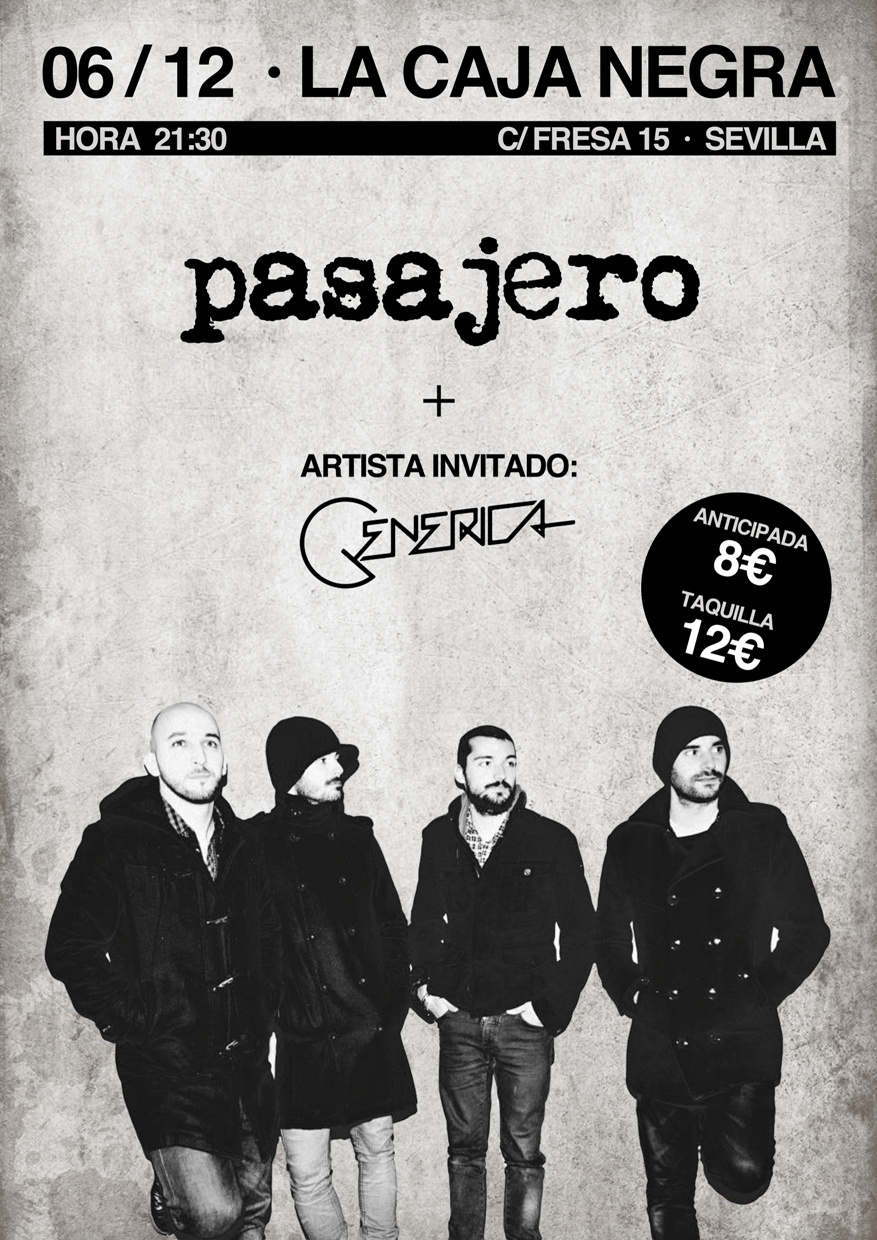 06 / 12 · LA CAJA NEGRA
HORA 21:30 C/ FRESA 15 · SEVILLA
pasajero
+
ARTISTA INVITADO:
GENERICA
ANTICIPADA
8€
TAQUILLA
12€